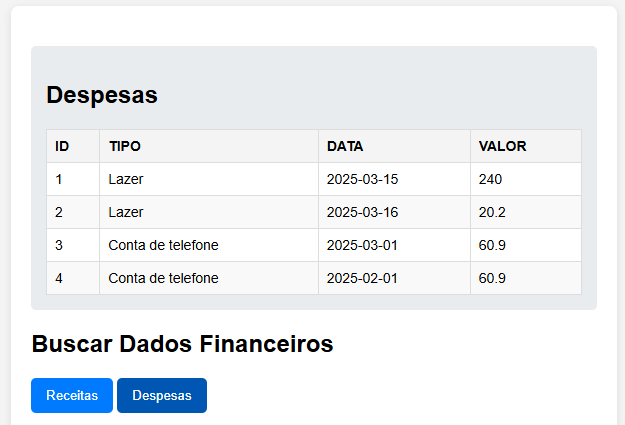 Despesas
ID TIPO DATA VALOR
1 Lazer 2025-03-15 240
2 Lazer 2025-03-16 20.2
3 Conta de telefone 2025-03-01 60.9
4 Conta de telefone 2025-02-01 60.9
Buscar Dados Financeiros
Receitas Despesas